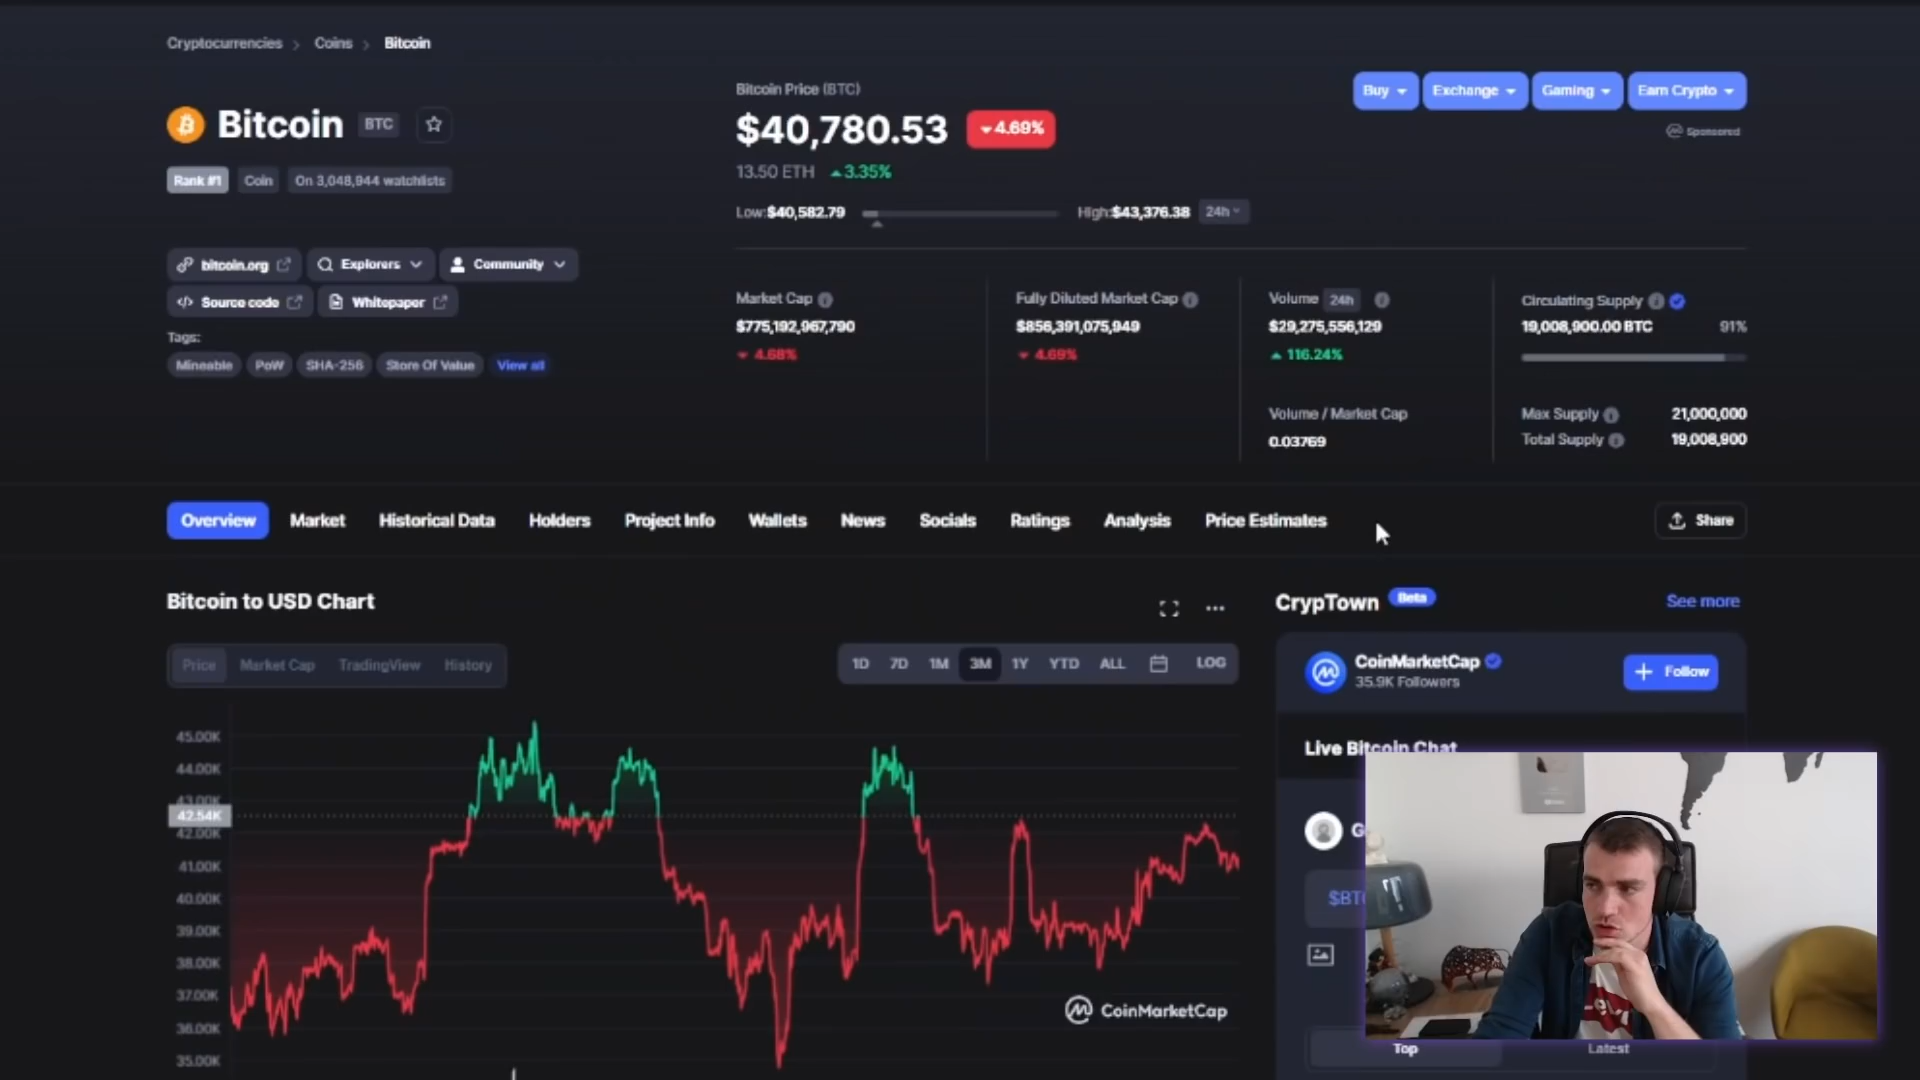 Cryptocurrencies > Coins > Bitcoin
Bitcoin BTC
Rank #1 Coin On 3,048,944 watchlists
bitcoin.org Explorers Community
Source code Whitepaper
Tags:
Mineable PoW SHA-256 Store Of Value View all
Bitcoin Price (BTC)
$40,780.53 4.69%
13.50 ETH 3.35%
Low:$40,582.79 High:$43,376.38 24h
Buy Exchange Gaming Earn Crypto
Sponsored
Market Cap
$775,192,967,790
4.68%
Fully Diluted Market Cap
$856,391,075,949
4.69%
Volume 24h
$29,275,556,129
116.24%
Volume / Market Cap
0.03769
Circulating Supply
19,008,900.00 BTC 91%
Max Supply 21,000,000
Total Supply 19,008,900
Overview Market Historical Data Holders Project Info Wallets News Socials Ratings Analysis Price Estimates
Share
Bitcoin to USD Chart
Price Market Cap TradingView History
1D 7D 1M 3M 1Y YTD ALL LOG
45.00K
44.00K
43.00K
42.54K
42.00K
41.00K
40.00K
39.00K
38.00K
37.00K
36.00K
35.00K
CoinMarketCap
CrypTown Beta See more
CoinMarketCap
35.9K Followers
+ Follow
Live Bitcoin Chat
$BT
Top Latest